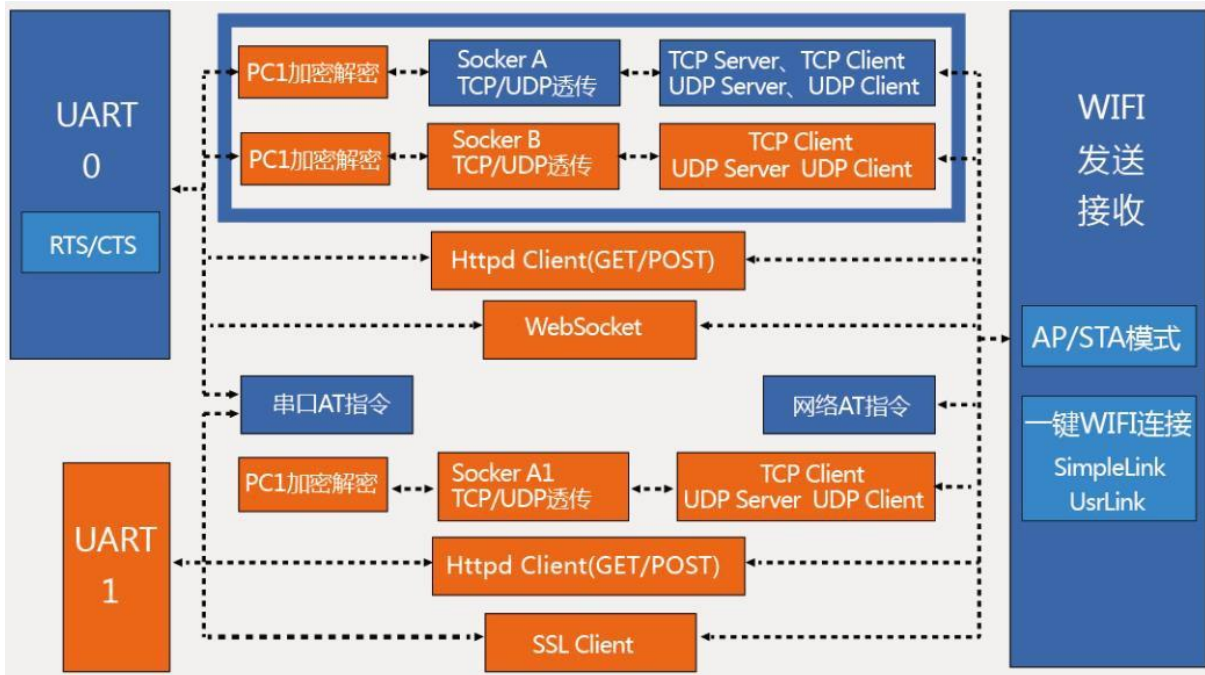 UART
0
RTS/CTS
PC1加密解密
Socker A
TCP/UDP透传
TCP Server、TCP Client
UDP Server、UDP Client
PC1加密解密
Socker B
TCP/UDP透传
TCP Client
UDP Server UDP Client
Httpd Client(GET/POST)
WebSocket
串口AT指令
网络AT指令
UART
1
PC1加密解密
Socker A1
TCP/UDP透传
TCP Client
UDP Server UDP Client
Httpd Client(GET/POST)
SSL Client
WIFI
发送
接收
AP/STA模式
一键WIFI连接
SimpleLink
UsrLink